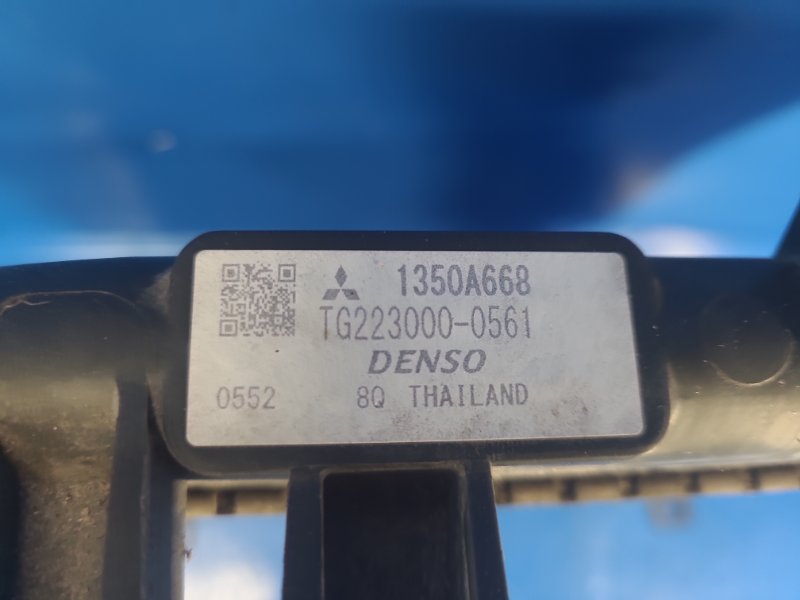 1350A668
TG223000-0561
DENSO
0552 8Q THAILAND